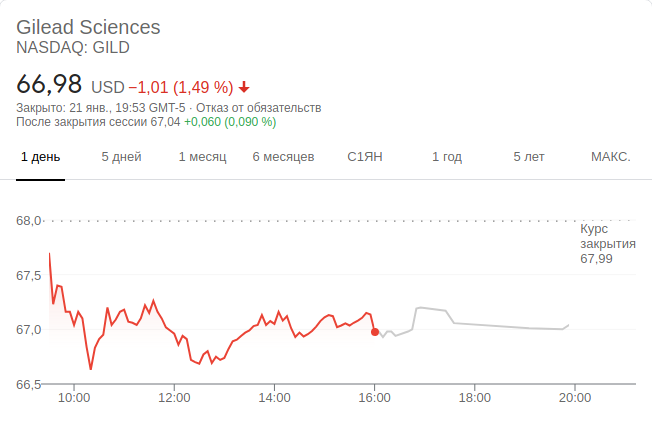 Gilead Sciences
NASDAQ: GILD
66,98 USD −1,01 (1,49 %)
Закрыто: 21 янв., 19:53 GMT-5 · Отказ от обязательств
После закрытия сессии 67,04 +0,060 (0,090 %)
1 день 5 дней 1 месяц 6 месяцев С1ЯН 1 год 5 лет МАКС.
68,0
Курс
закрытия
67,99
67,5
67,0
66,5
10:00 12:00 14:00 16:00 18:00 20:00